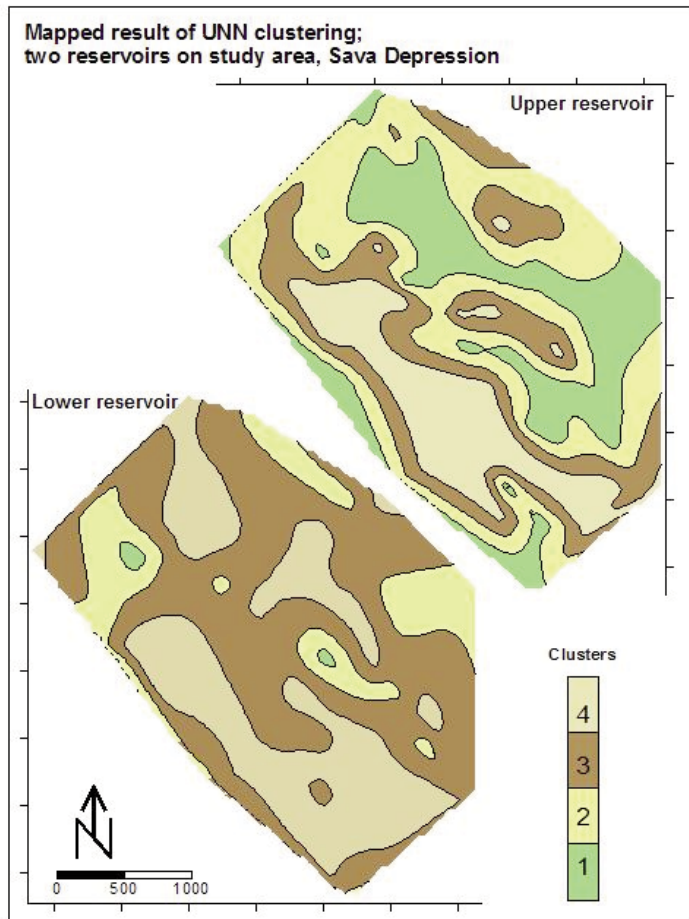 Mapped result of UNN clustering;
two reservoirs on study area, Sava Depression
Upper reservoir
Lower reservoir
Clusters
4
3
2
1
N
0 500 1000